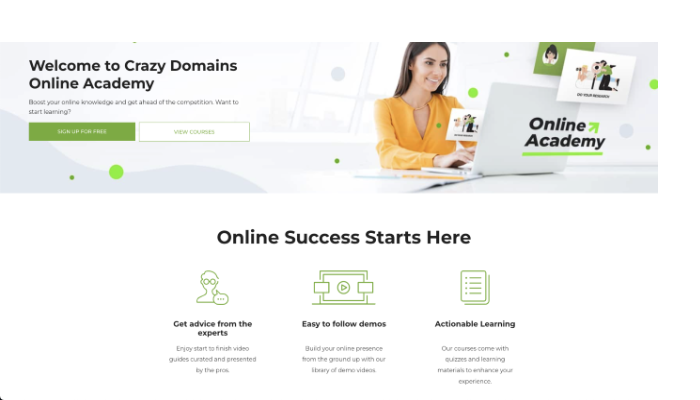 Welcome to Crazy Domains
Online Academy
Boost your online knowledge and get ahead of the competition. Want to
start learning?
SIGN UP FOR FREE
VIEW COURSES
Online
Academy
Online Success Starts Here
Get advice from the
experts
Enjoy start to finish video
guides curated and presented
by the pros.
Easy to follow demos
Build your online presence
from the ground up with our
library of demo videos
Actionable Learning
Our courses come with
quizzes and learning
materials to enhance your
experience.